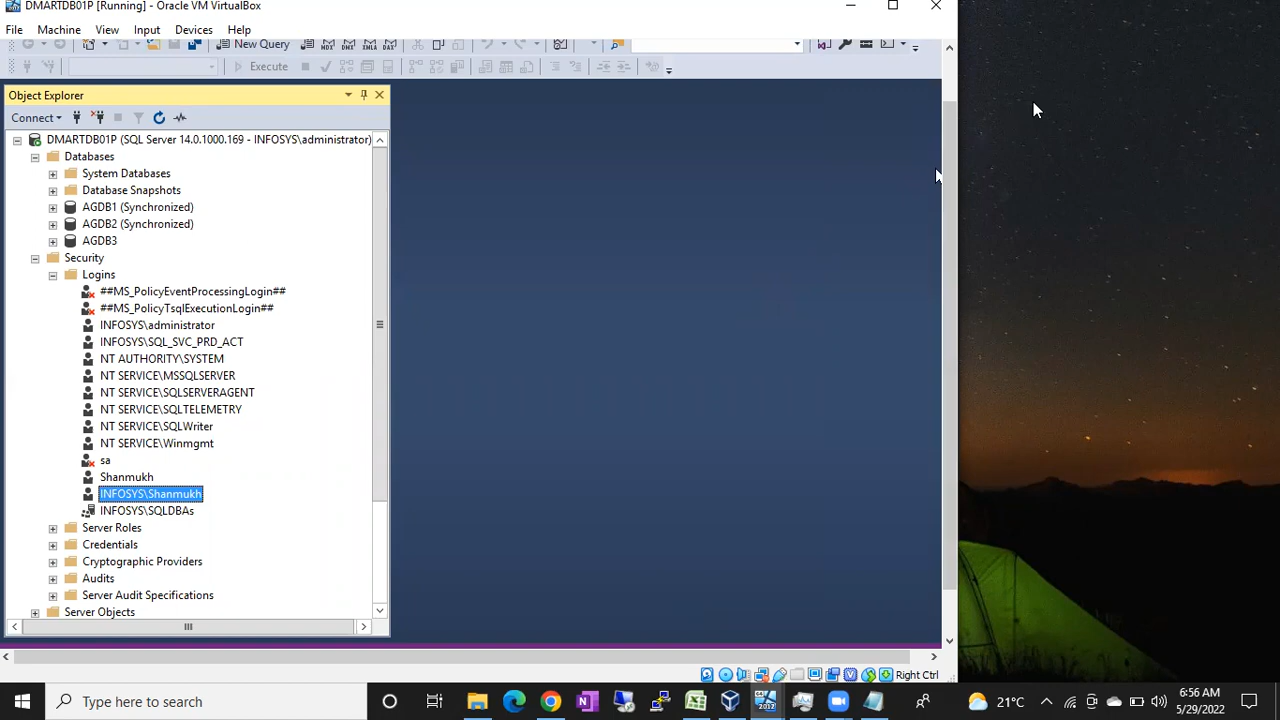 DMARTDB01P [Running] - Oracle VM VirtualBox
File Machine View Input Devices Help
New Query MDX DMX XMLA DAX
Execute
Object Explorer
Connect
DMARTDB01P (SQL Server 14.0.1000.169 - INFOSYS\administrator)
Databases
System Databases
Database Snapshots
AGDB1 (Synchronized)
AGDB2 (Synchronized)
AGDB3
Security
Logins
##MS_PolicyEventProcessingLogin##
##MS_PolicyTsqlExecutionLogin##
INFOSYS\administrator
INFOSYS\SQL_SVC_PRD_ACT
NT AUTHORITY\SYSTEM
NT SERVICE\MSSQLSERVER
NT SERVICE\SQLSERVERAGENT
NT SERVICE\SQLTELEMETRY
NT SERVICE\SQLWriter
NT SERVICE\Winmgmt
sa
Shanmukh
INFOSYS\Shanmukh
INFOSYS\SQLDBAs
Server Roles
Credentials
Cryptographic Providers
Audits
Server Audit Specifications
Server Objects
Right Ctrl
Type here to search
21°C
6:56 AM
5/29/2022